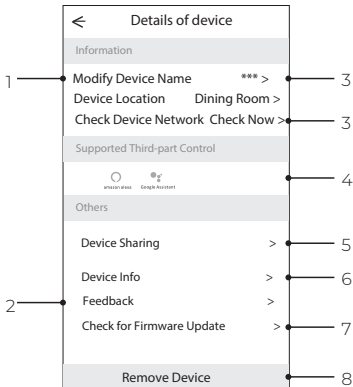 Details of device
Information
1 Modify Device Name *** > 3
Device Location Dining Room >
Check Device Network Check Now > 3
Supported Third-part Control
amazon alexa Google Assistant 4
Others
Device Sharing > 5
Device Info > 6
2 Feedback >
Check for Firmware Update > 7
Remove Device 8